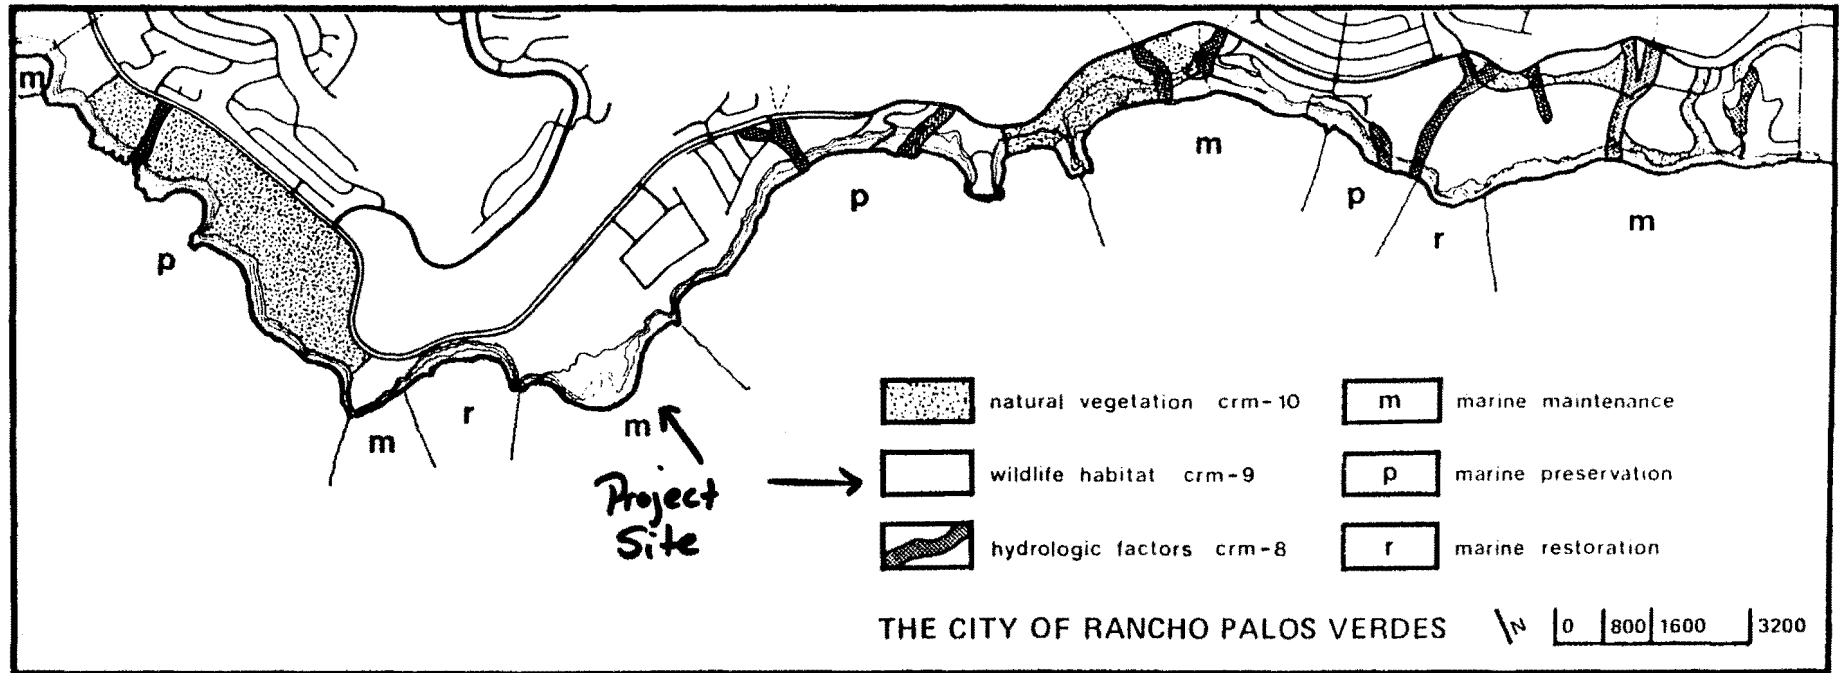 m
p
m
r
m
p
m
p
r
m
Project
Site
natural vegetation crm-10
wildlife habitat crm-9
hydrologic factors crm-8
m marine maintenance
p marine preservation
r marine restoration
THE CITY OF RANCHO PALOS VERDES
N
0 800 1600 3200